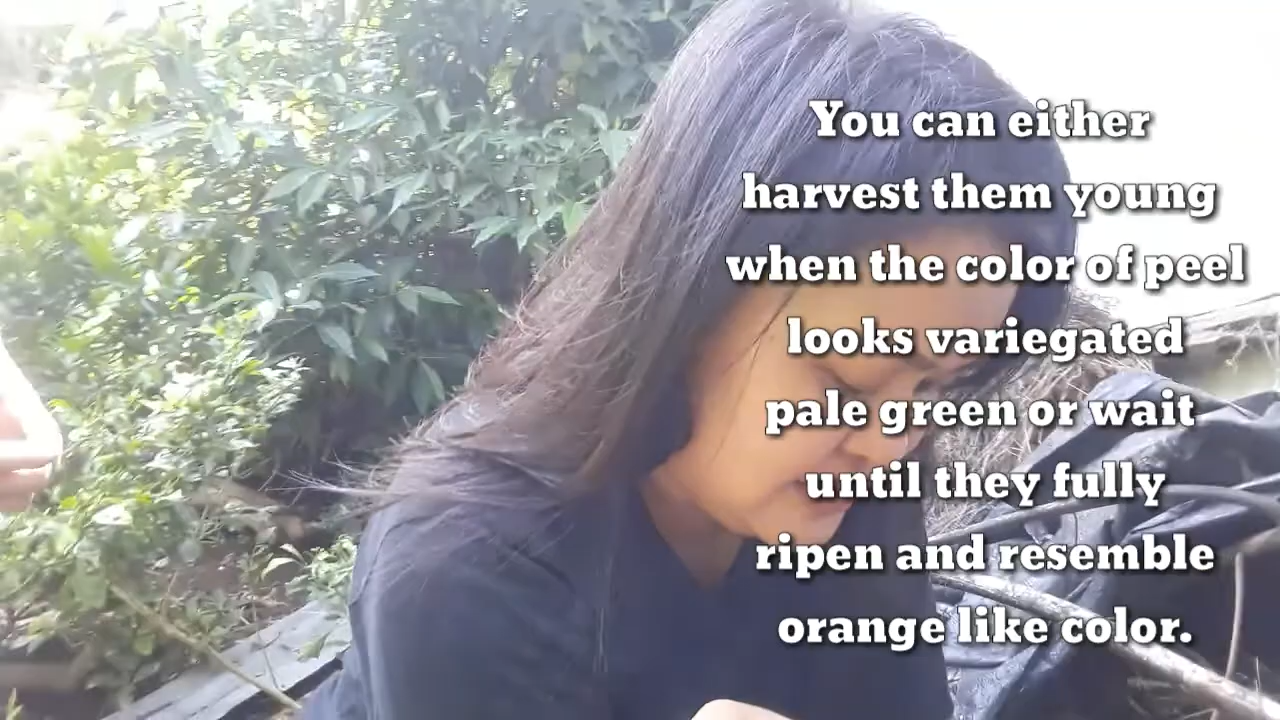 You can either
harvest them young
when the color of peel
looks variegated
pale green or wait
until they fully
ripen and resemble
orange like color.